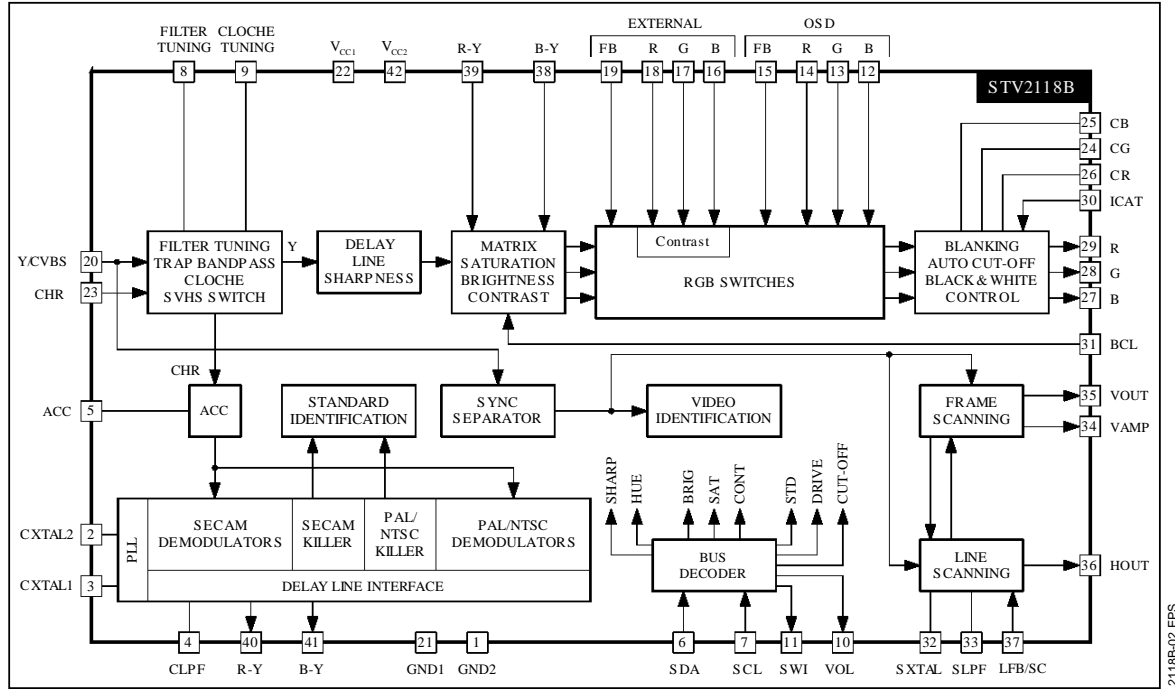 FILTER TUNING
CLOCHE TUNING
VCC1
VCC2
R-Y
B-Y
EXTERNAL
FB
R
G
B
OSD
FB
R
G
B
8
9
22
42
39
38
19
18
17
16
15
14
13
12
STV2118B
25
CB
24
CG
26
CR
30
ICAT
29
R
28
G
27
B
31
BCL
Y/CVBS
20
CHR
23
FILTER TUNING
TRAP BANDPASS
CLOCHE
SVHS SWITCH
Y
DELAY
LINE
SHARPNESS
MATRIX
SATURATION
BRIGHTNESS
CONTRAST
Contrast
RGB SWITCHES
BLANKING
AUTO CUT-OFF
BLACK & WHITE
CONTROL
CHR
ACC
5
ACC
STANDARD
IDENTIFICATION
SYNC
SEPARATOR
VIDEO
IDENTIFICATION
FRAME
SCANNING
35
VOUT
34
VAMP
SHARP
HUE
BRIG
SAT
CONT
STD
DRIVE
CUT-OFF
CXTAL2
2
CXTAL1
3
PLL
SECAM
DEMODULATORS
SECAM
KILLER
PAL/
NTSC
KILLER
PAL/NTSC
DEMODULATORS
DELAY LINE INTERFACE
BUS
DECODER
LINE
SCANNING
36
HOUT
4
40
41
21
1
6
7
11
10
32
33
37
CLPF
R-Y
B-Y
GND1
GND2
SDA
SCL
SWI
VOL
SXTAL
SLPF
LFB/SC
2118B-02.EPS